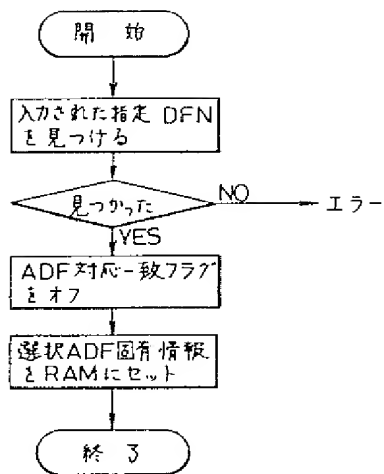 開 始
入力された指定 DFN
を見つける
見つかった
NO
エラー
YES
ADF対応一致フラグ
をオフ
選択ADF固有情報
をRAMにセット
終 了